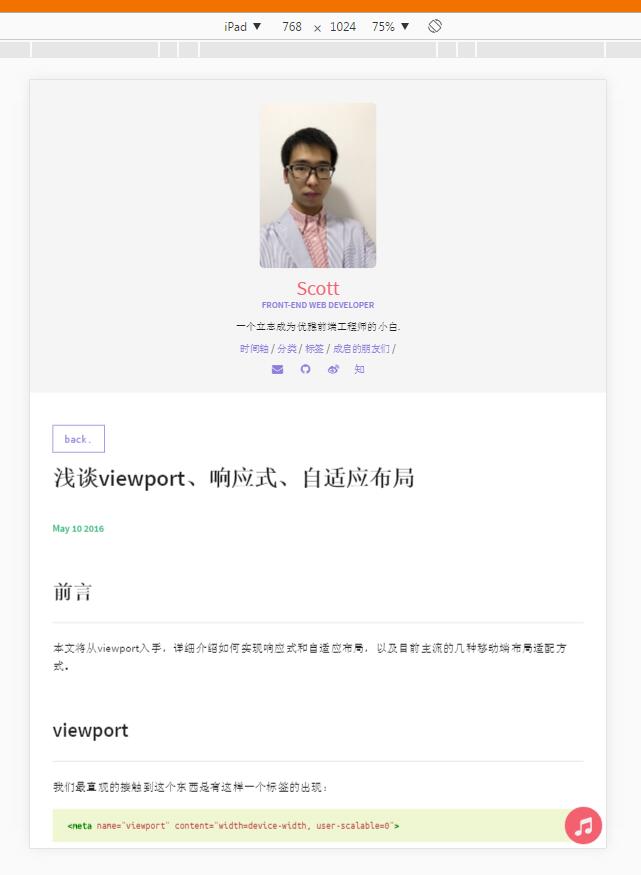 iPad ▼ 768 × 1024 75% ▼
Scott
FRONT-END WEB DEVELOPER
一个立志成为优雅前端工程师的小白.
时间轴 / 分类 / 标签 / 成启的朋友们 /
知
back.
浅谈viewport、响应式、自适应布局
May 10 2016
前言
本文将从viewport入手，详细介绍如何实现响应式和自适应布局，以及目前主流的几种移动端布局适配方
式。
viewport
我们最直观的接触到这个东西是有这样一个标签的出现：
<meta name="viewport" content="width=device-width, user-scalable=0">